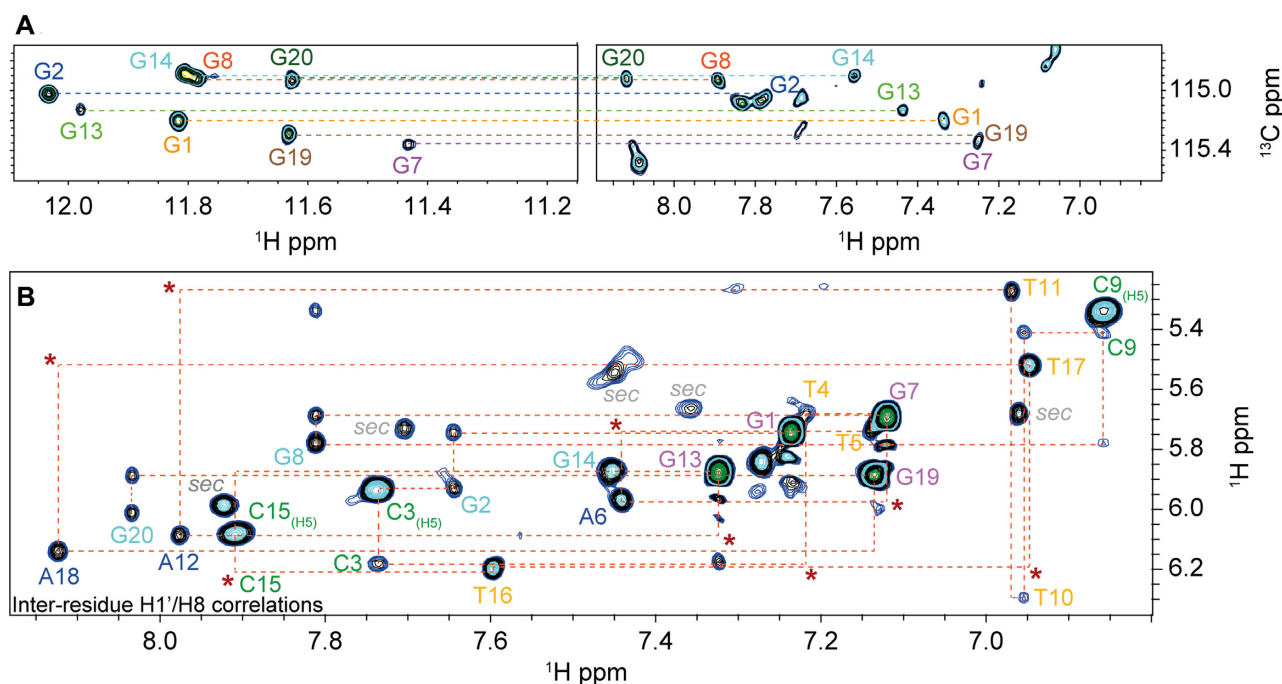 A
G14 G8 G20
G2
G13 G1 G19 G7
12.0 11.8 11.6 11.4 11.2
¹H ppm
G20 G8 G14
G2 G13
G1
G19
G7
8.0 7.8 7.6 7.4 7.2 7.0
¹H ppm
115.0
115.4
¹³C ppm
B
* T11 C9(H5)
C9
* T17
sec sec T4 G7
sec * G1 T5 sec
G8 G14 G13 G19
sec C3(H5) G2 A6 *
G20 C15(H5)
A18 A12 C3 *
* C15 T16 * * T10
Inter-residue H1'/H8 correlations
8.0 7.8 7.6 7.4 7.2 7.0
¹H ppm
5.4
5.6
5.8
6.0
6.2
¹H ppm